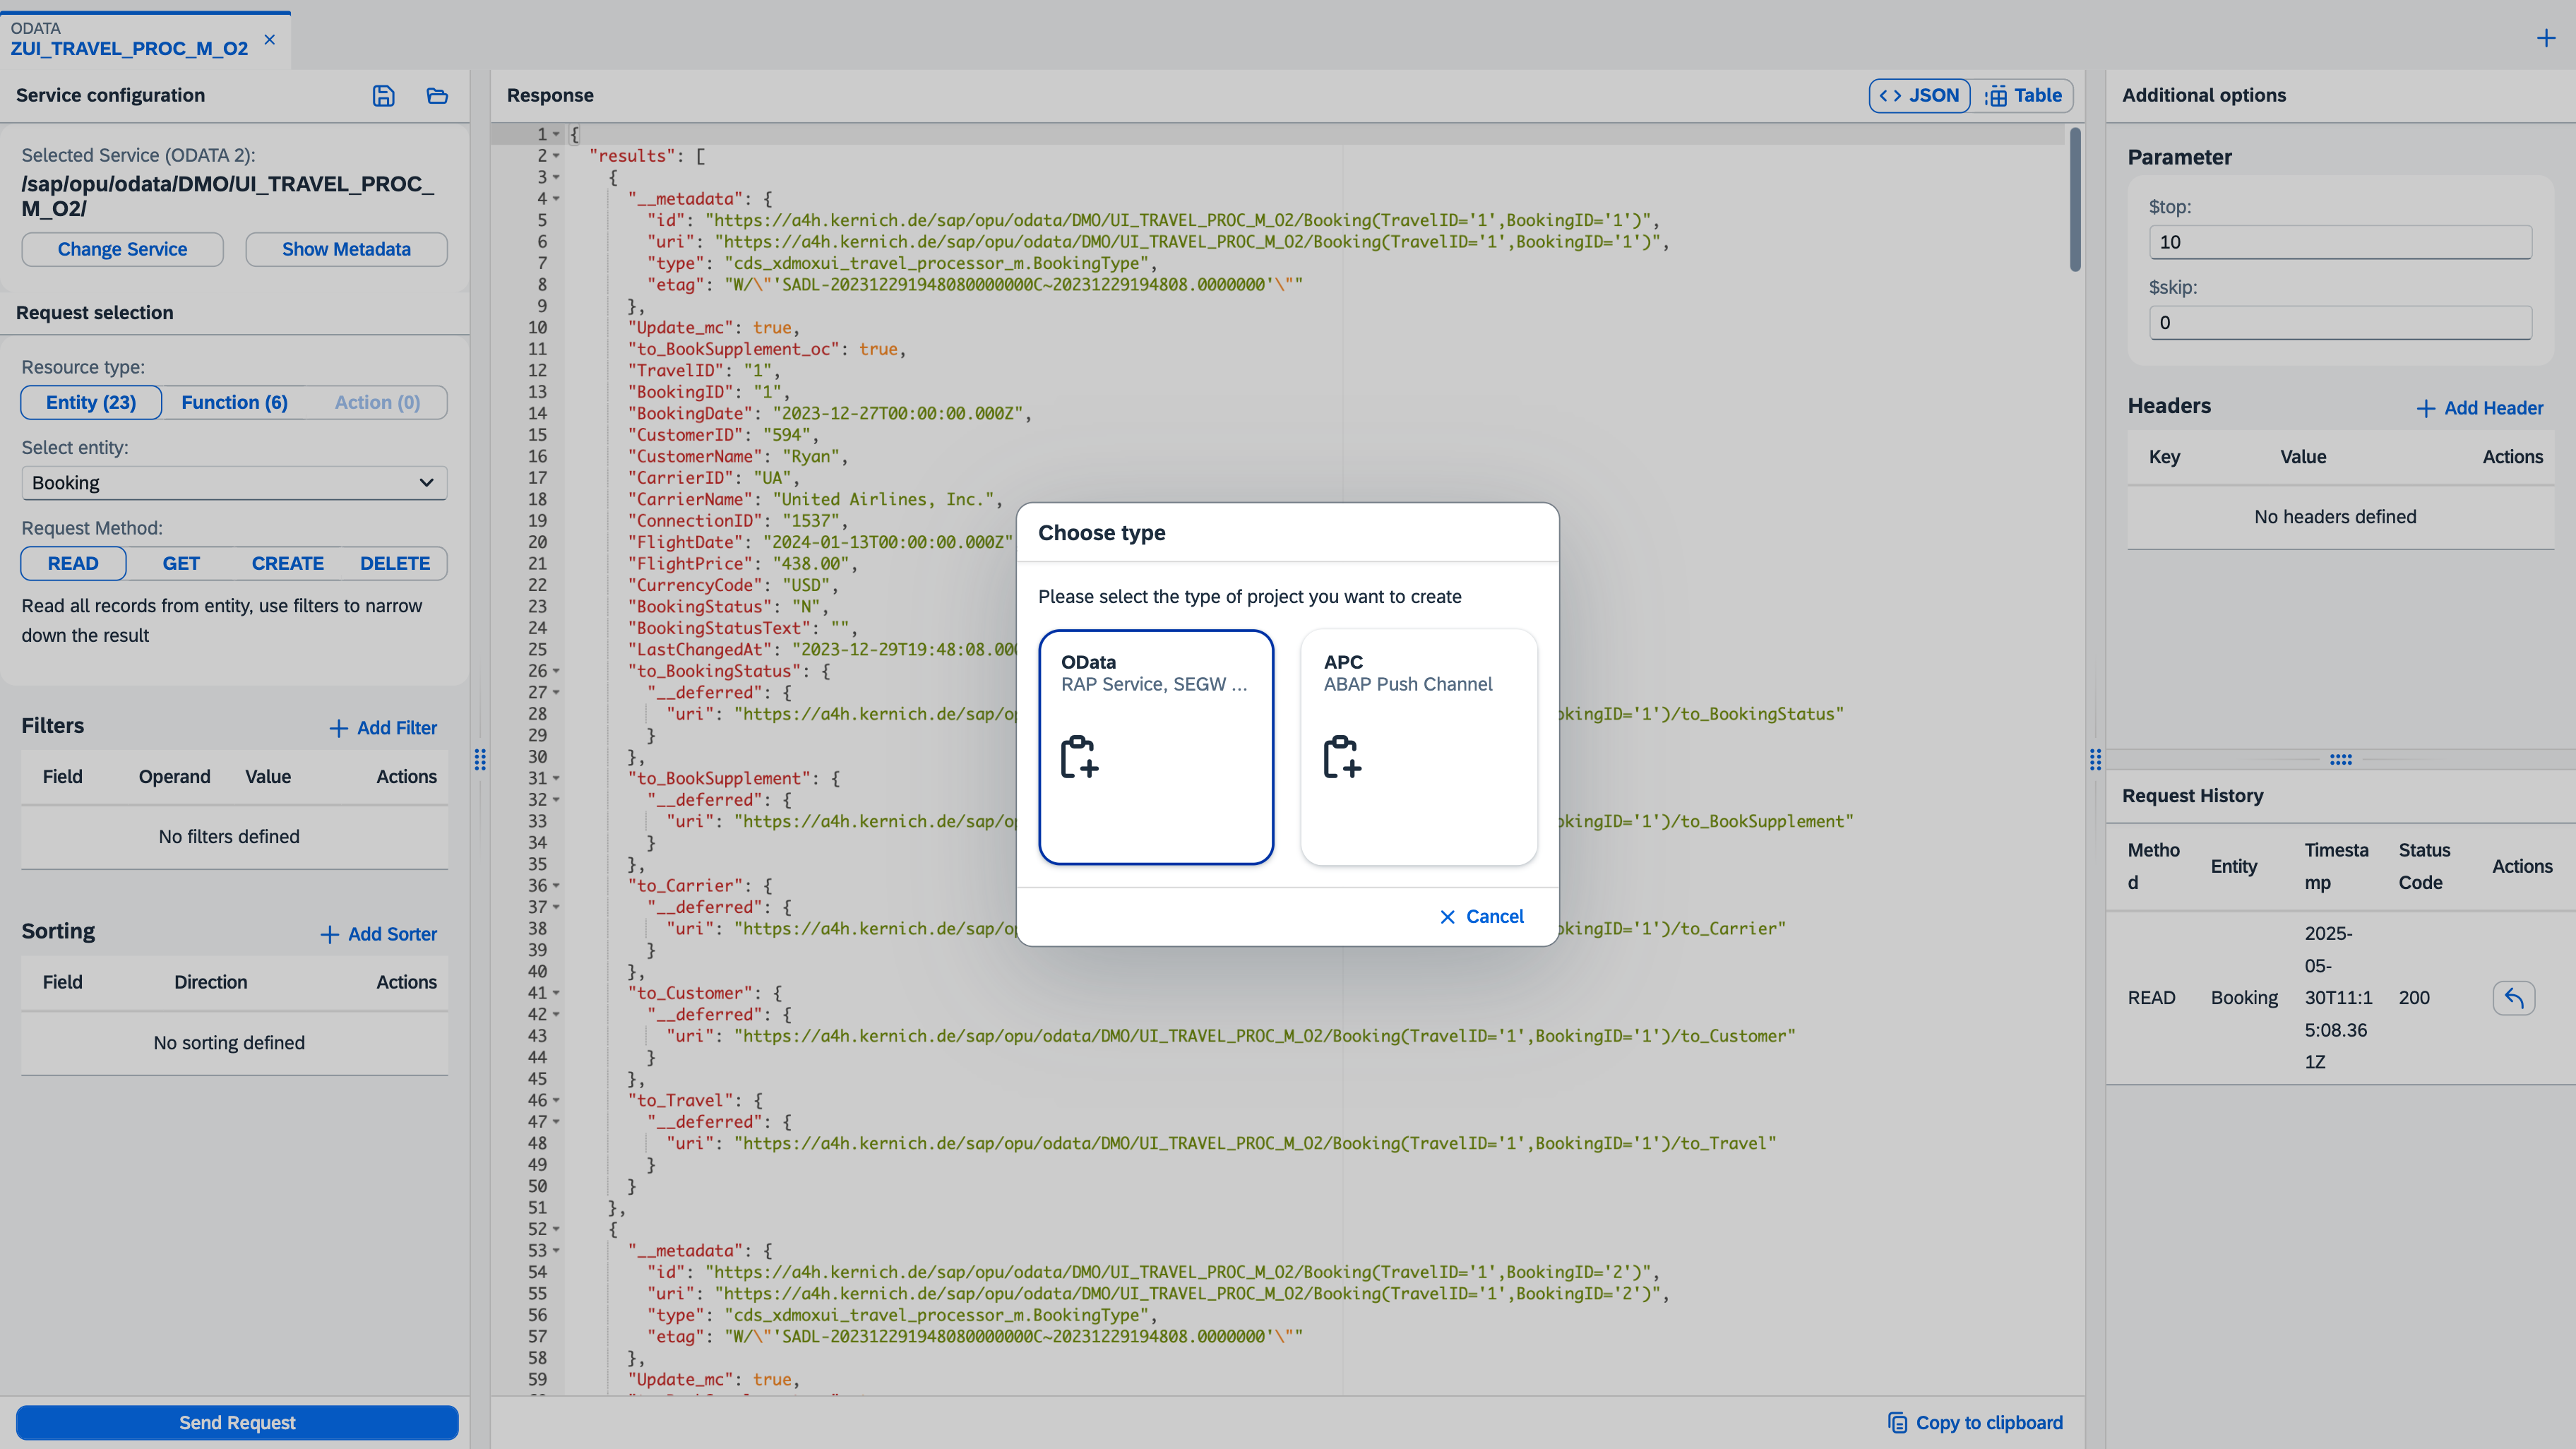 ODATA
ZUI_TRAVEL_PROC_M_O2
Service configuration
Selected Service (ODATA 2):
/sap/opu/odata/DMO/UI_TRAVEL_PROC_
M_O2/
Change Service
Show Metadata
Request selection
Resource type:
Entity (23)
Function (6)
Action (0)
Select entity:
Booking
Request Method:
READ
GET
CREATE
DELETE
Read all records from entity, use filters to narrow
down the result
Filters
Add Filter
Field Operand Value Actions
No filters defined
Sorting
Add Sorter
Field Direction Actions
No sorting defined
Send Request
Response
JSON
Table
1 {
2 "results": [
3 {
4 "__metadata": {
5 "id": "https://a4h.kernich.de/sap/opu/odata/DMO/UI_TRAVEL_PROC_M_O2/Booking(TravelID='1',BookingID='1')",
6 "uri": "https://a4h.kernich.de/sap/opu/odata/DMO/UI_TRAVEL_PROC_M_O2/Booking(TravelID='1',BookingID='1')",
7 "type": "cds_xdmoxui_travel_processor_m.BookingType",
8 "etag": "W/\"'SADL-202312291948080000000C~20231229194808.0000000'\""
9 },
10 "Update_mc": true,
11 "to_BookSupplement_oc": true,
12 "TravelID": "1",
13 "BookingID": "1",
14 "BookingDate": "2023-12-27T00:00:00.000Z",
15 "CustomerID": "594",
16 "CustomerName": "Ryan",
17 "CarrierID": "UA",
18 "CarrierName": "United Airlines, Inc.",
19 "ConnectionID": "1537",
20 "FlightDate": "2024-01-13T00:00:00.000Z"
21 "FlightPrice": "438.00",
22 "CurrencyCode": "USD",
23 "BookingStatus": "N",
24 "BookingStatusText": "",
25 "LastChangedAt": "2023-12-29T19:48:08.00
26 "to_BookingStatus": {
27 "__deferred": {
28 "uri": "https://a4h.kernich.de/sap/o okingID='1')/to_BookingStatus"
29 }
30 },
31 "to_BookSupplement": {
32 "__deferred": {
33 "uri": "https://a4h.kernich.de/sap/o okingID='1')/to_BookSupplement"
34 }
35 },
36 "to_Carrier": {
37 "__deferred": {
38 "uri": "https://a4h.kernich.de/sap/o okingID='1')/to_Carrier"
39 }
40 },
41 "to_Customer": {
42 "__deferred": {
43 "uri": "https://a4h.kernich.de/sap/opu/odata/DMO/UI_TRAVEL_PROC_M_O2/Booking(TravelID='1',BookingID='1')/to_Customer"
44 }
45 },
46 "to_Travel": {
47 "__deferred": {
48 "uri": "https://a4h.kernich.de/sap/opu/odata/DMO/UI_TRAVEL_PROC_M_O2/Booking(TravelID='1',BookingID='1')/to_Travel"
49 }
50 }
51 },
52 {
53 "__metadata": {
54 "id": "https://a4h.kernich.de/sap/opu/odata/DMO/UI_TRAVEL_PROC_M_O2/Booking(TravelID='1',BookingID='2')",
55 "uri": "https://a4h.kernich.de/sap/opu/odata/DMO/UI_TRAVEL_PROC_M_O2/Booking(TravelID='1',BookingID='2')",
56 "type": "cds_xdmoxui_travel_processor_m.BookingType",
57 "etag": "W/\"'SADL-202312291948080000000C~20231229194808.0000000'\""
58 },
59 "Update_mc": true,
Copy to clipboard
Choose type
Please select the type of project you want to create
OData
RAP Service, SEGW ...
APC
ABAP Push Channel
Cancel
Additional options
Parameter
$top:
10
$skip:
0
Headers
Add Header
Key Value Actions
No headers defined
Request History
Metho
d
Entity
Timesta
mp
Status
Code
Actions
READ
Booking
2025-
05-
30T11:1
5:08.36
1Z
200